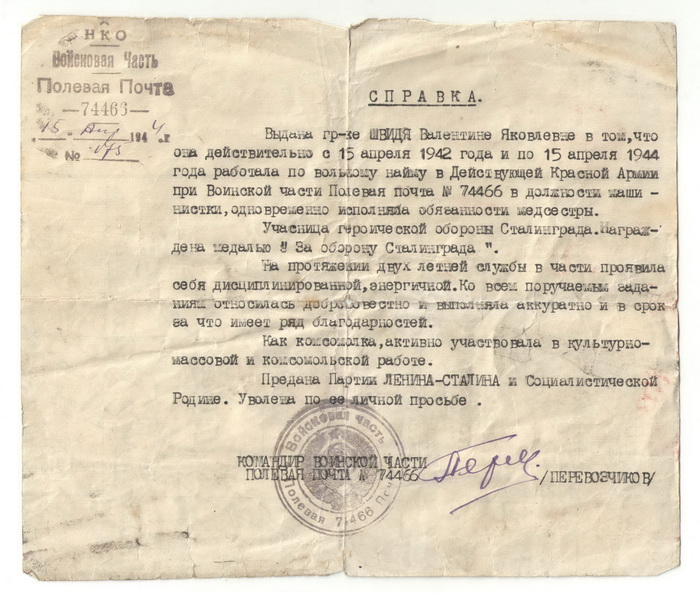 НКО
Войсковая Часть
Полевая Почта
—74466—
"15" Апр 1944 г
№ 075
СПРАВКА.
Выдана гр-ке ШВИДЯ Валентине Яковлевне в том, что
она действительно с 15 апреля 1942 года и по 15 апреля 1944
года работала по вольному найму в Действующей Красной Армии
при Воинской части Полевая почта № 74466 в должности маши -
нистки, одновременно исполняла обязанности медсестры.
Учасница героической обороны Сталинграда. Награж-
дена медалью " За оборону Сталинграда ".
На протяжении двух летней службы в части проявила
себя дисциплинированной, энергичной. Ко всем поручаемым зада-
ниям относилась добросовестно и выполняла аккуратно и в срок
за что имеет ряд благодарностей.
Как комсомолка, активно участвовала в культурно-
массовой и комсомольской работе.
Предана Партии ЛЕНИНА-СТАЛИНА и Социалистической
Родине. Уволена по ее личной просьбе .
КОМАНДИР ВОИНСКОЙ ЧАСТИ
ПОЛЕВАЯ ПОЧТА № 74466 /ПЕРЕВОЗЧИКОВ/
Войсковая часть
Полевая 74466 Почта